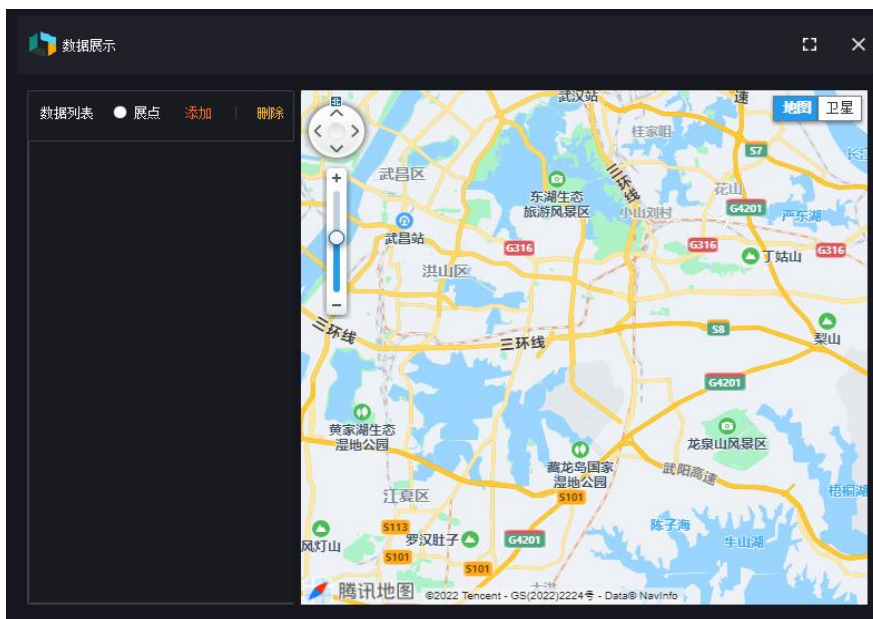 数据展示
数据列表 展点 添加 删除
武汉站
速
地图 卫星
桂家咀
S7
武昌区
三环线
东湖生态
旅游风景区
花山
小山刘村
G4201
严东湖
武昌站
G316
G316
G316
丁姑山
洪山区
三环线
三环线
S8
梨山
G4201
黄家湖生态
湿地公园
龙泉山风景区
藏龙岛国家
湿地公园
武阳高速
S101
梧桐湖
江夏区
S113
陈子海
风灯山
罗汉肚子
G4201
牛山湖
S101
S101
腾讯地图
©2022 Tencent - GS(2022)2224号 - Data© NavInfo